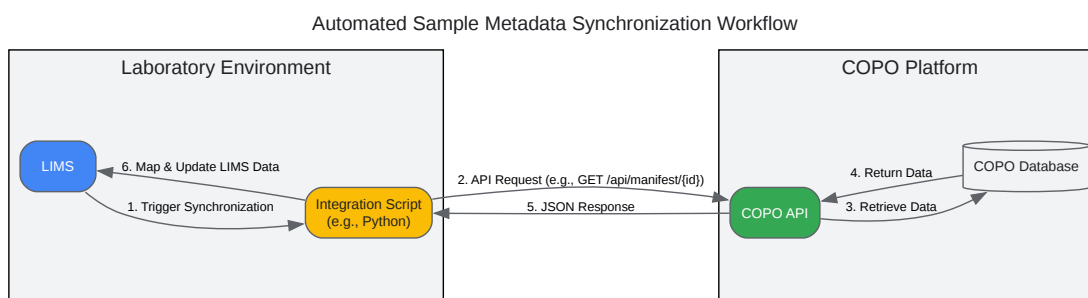 Automated Sample Metadata Synchronization Workflow
Laboratory Environment
COPO Platform
LIMS
6. Map & Update LIMS Data
1. Trigger Synchronization
Integration Script
(e.g., Python)
2. API Request (e.g., GET /api/manifest/{id})
5. JSON Response
COPO API
4. Return Data
3. Retrieve Data
COPO Database